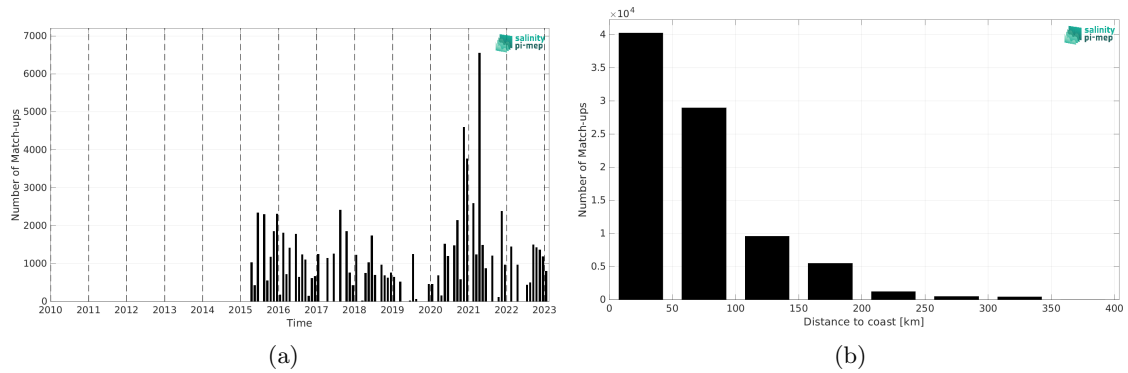 7000
6000
5000
4000
3000
2000
1000
0
Number of Match-ups
2010 2011 2012 2013 2014 2015 2016 2017 2018 2019 2020 2021 2022 2023
Time
salinity
pi-mep
(a)
×10⁴
4
3.5
3
2.5
2
1.5
1
0.5
0
Number of Match-ups
0 50 100 150 200 250 300 350 400
Distance to coast [km]
salinity
pi-mep
(b)